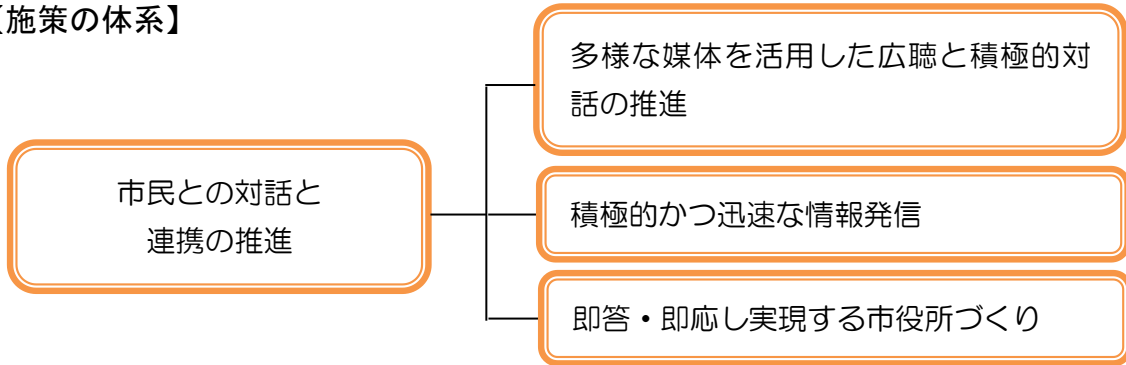 【施策の体系】
市民との対話と
連携の推進
多様な媒体を活用した広聴と積極的対
話の推進
積極的かつ迅速な情報発信
即答・即応し実現する市役所づくり